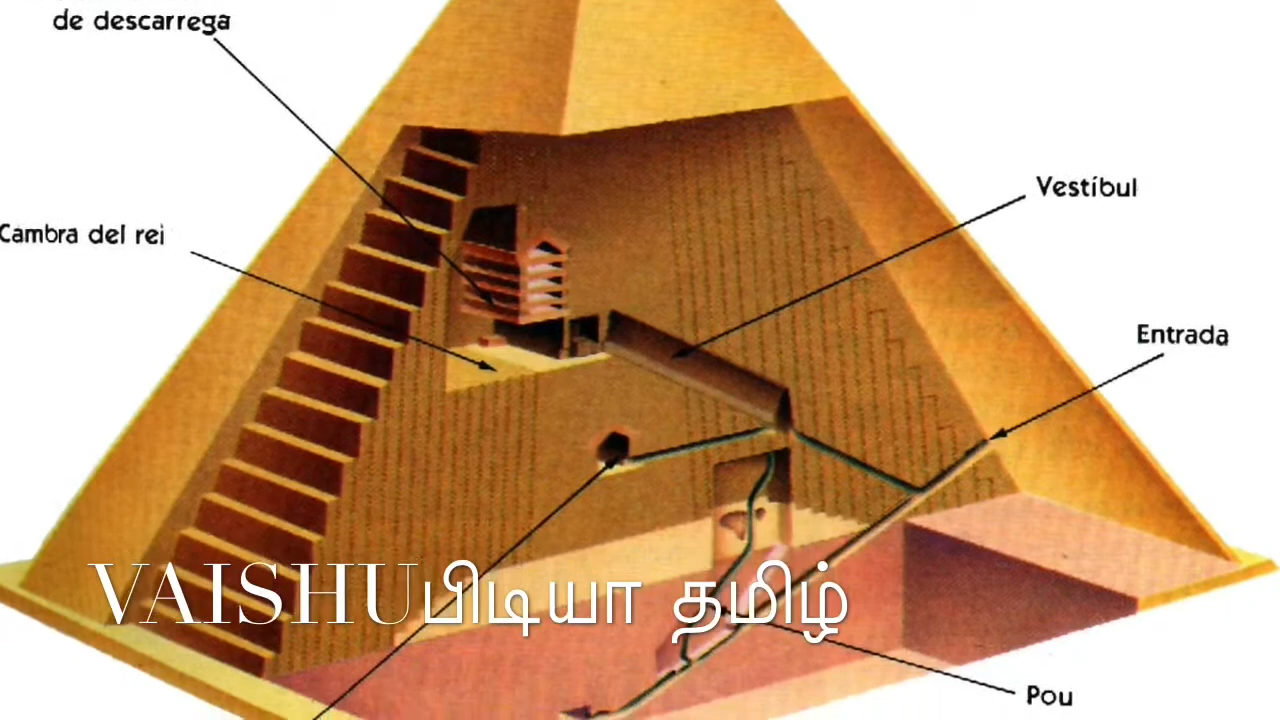 de descarrega
Vestíbul
Cambra del rei
Entrada
VAISHUபிடியா தமிழ்
Pou